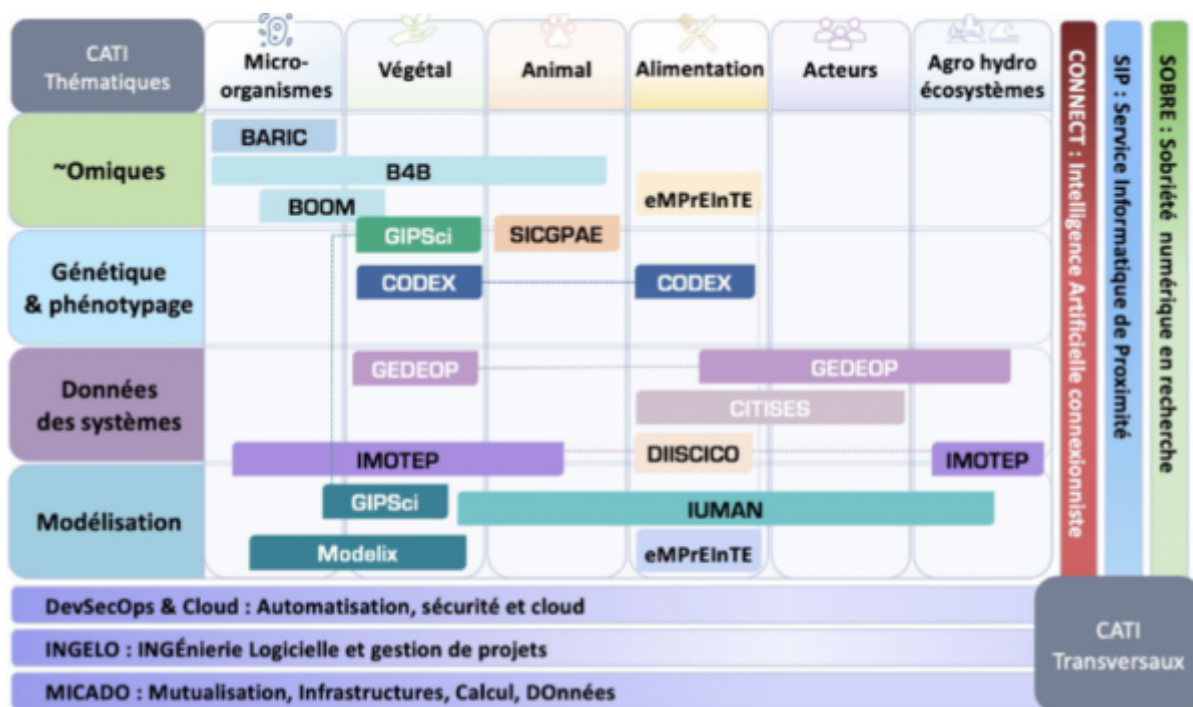 CATI
Thématiques
Micro-
organismes
Végétal
Animal
Alimentation
Acteurs
Agro hydro
écosystèmes
~Omiques
BARIC
B4B
BOOM
eMPrEInTE
GIPSci
SICGPAE
Génétique
& phénotypage
CODEX
CODEX
Données
des systèmes
GEDEOP
GEDEOP
CITISES
IMOTEP
DIISCICO
IMOTEP
Modélisation
GIPSci
IUMAN
Modelix
eMPrEInTE
CONNECT : Intelligence Artificielle connexionniste
SIP : Service Informatique de Proximité
SOBRE : Sobriété numérique en recherche
DevSecOps & Cloud : Automatisation, sécurité et cloud
INGELO : INGÉnierie Logicielle et gestion de projets
MICADO : Mutualisation, Infrastructures, Calcul, DOnnées
CATI
Transversaux